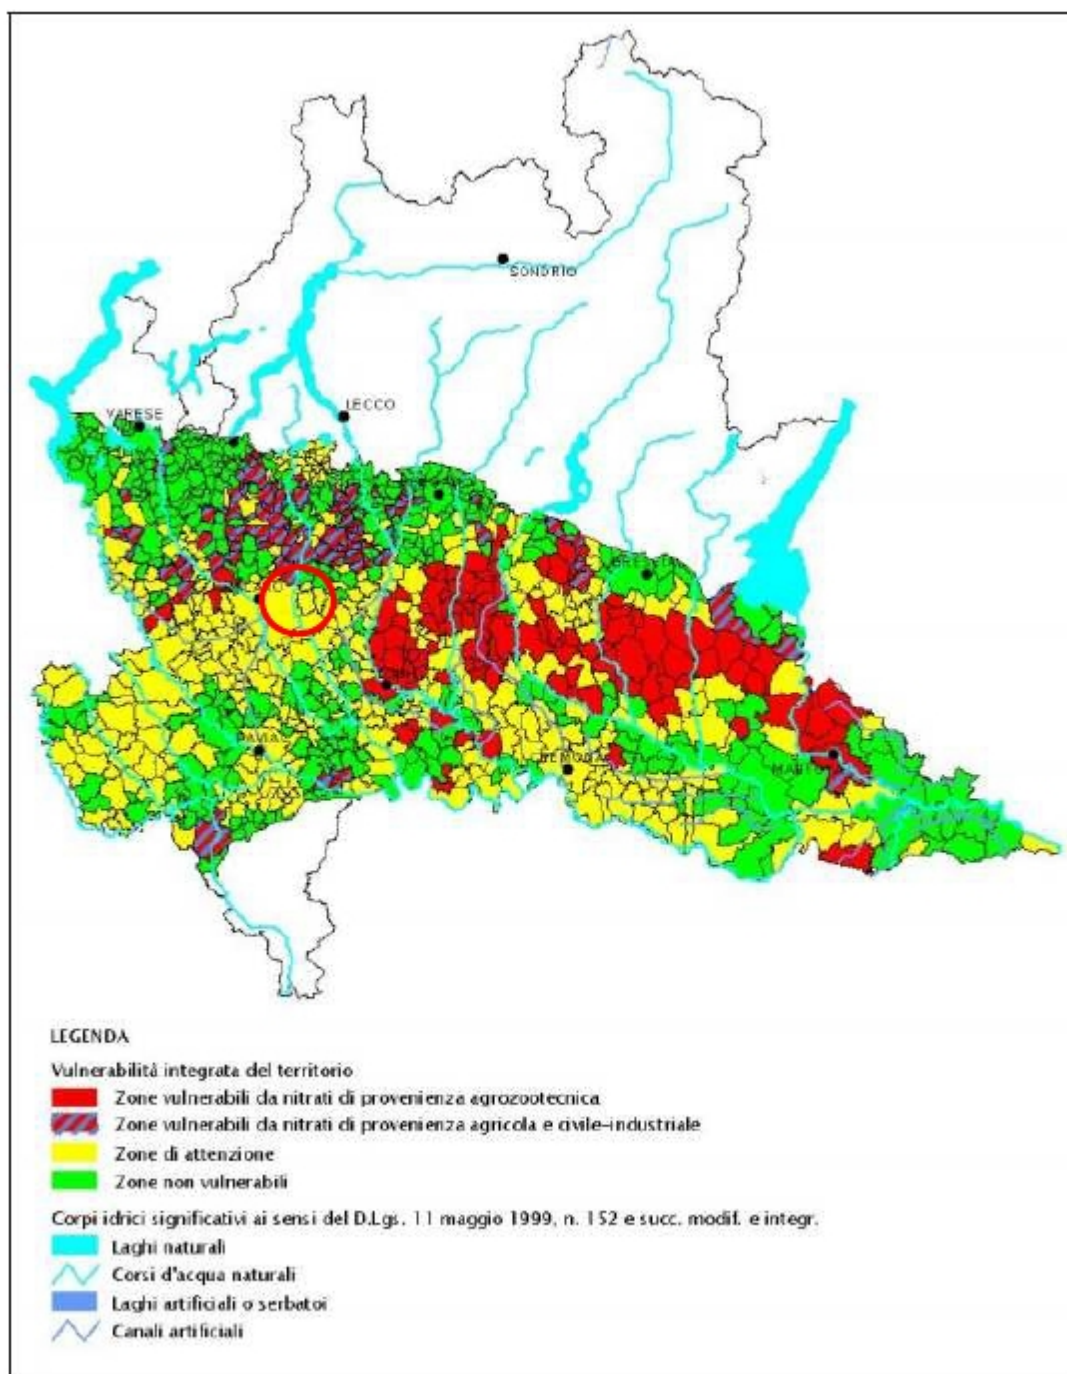 SONDRIO
LECCO
VARESE
BRESCIA
PAVIA
CREMONA
LEGENDA
Vulnerabilità integrata del territorio
Zone vulnerabili da nitrati di provenienza agrozootecnica
Zone vulnerabili da nitrati di provenienza agricola e civile-industriale
Zone di attenzione
Zone non vulnerabili
Corpi idrici significativi ai sensi del D.Lgs. 11 maggio 1999, n. 152 e succ. modif. e integr.
Laghi naturali
Corsi d'acqua naturali
Laghi artificiali o serbatoi
Canali artificiali